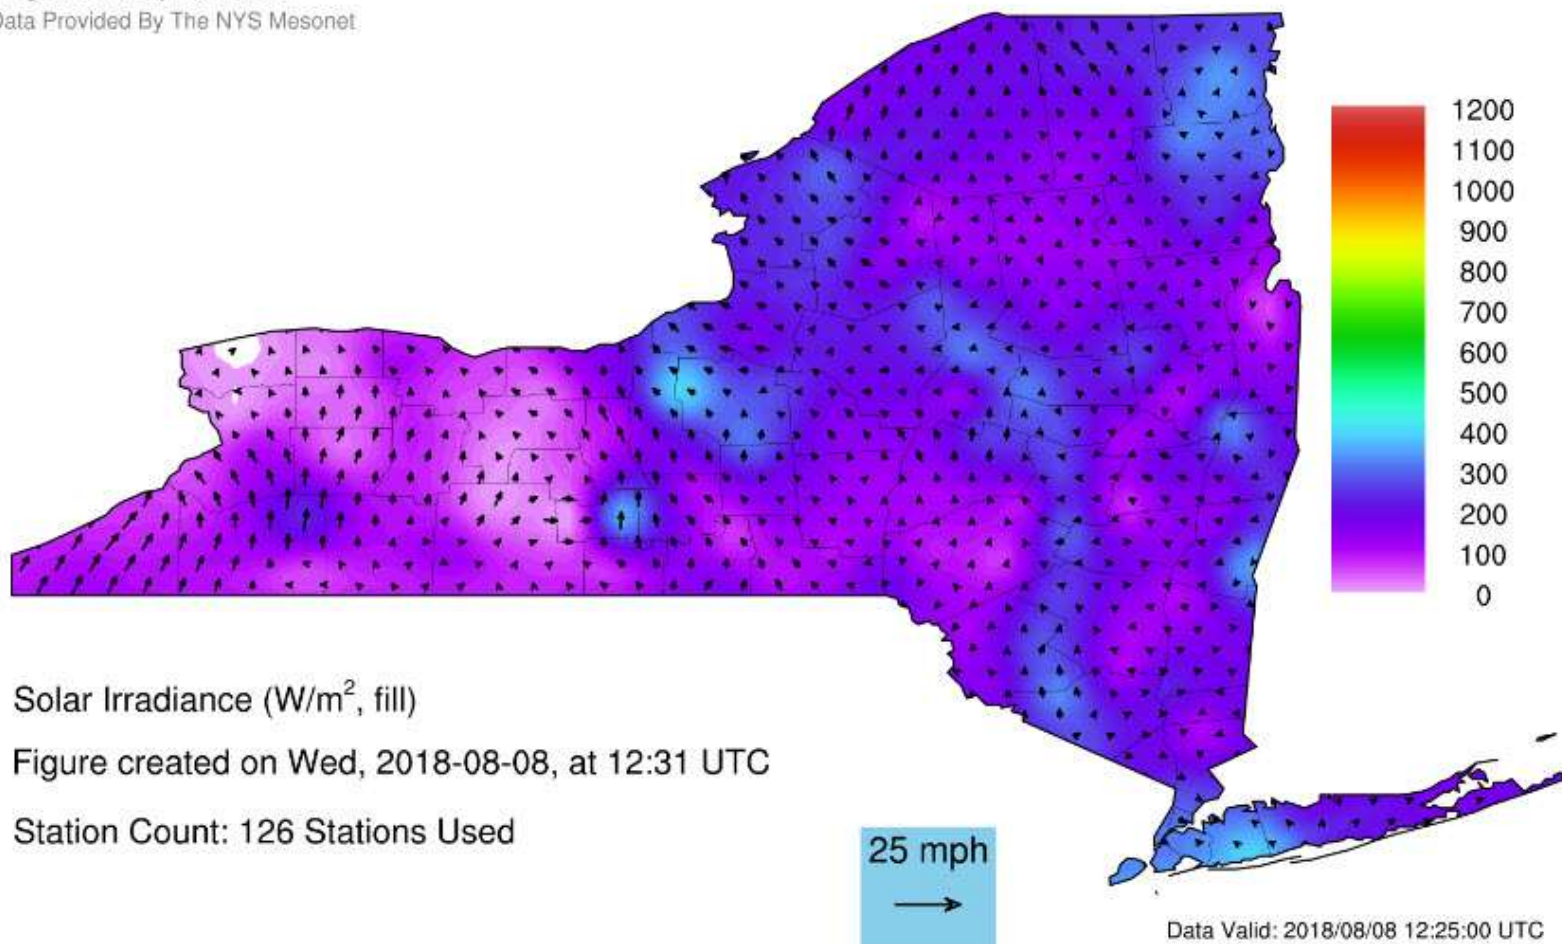 Data Provided By The NYS Mesonet
1200
1100
1000
900
800
700
600
500
400
300
200
100
0
Solar Irradiance (W/m², fill)
Figure created on Wed, 2018-08-08, at 12:31 UTC
Station Count: 126 Stations Used
25 mph
Data Valid: 2018/08/08 12:25:00 UTC